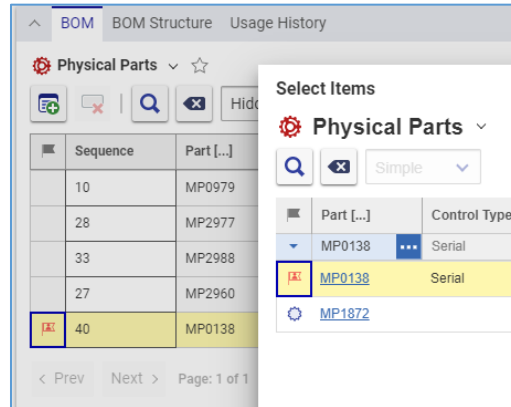 BOM BOM Structure Usage History
Physical Parts
Sequence Part [...]
10 MP0979
28 MP2977
33 MP2988
27 MP2960
40 MP0138
< Prev Next > Page: 1 of 1
Select Items
Physical Parts
Simple
Part [...] Control Type
MP0138 ... Serial
MP0138 Serial
MP1872